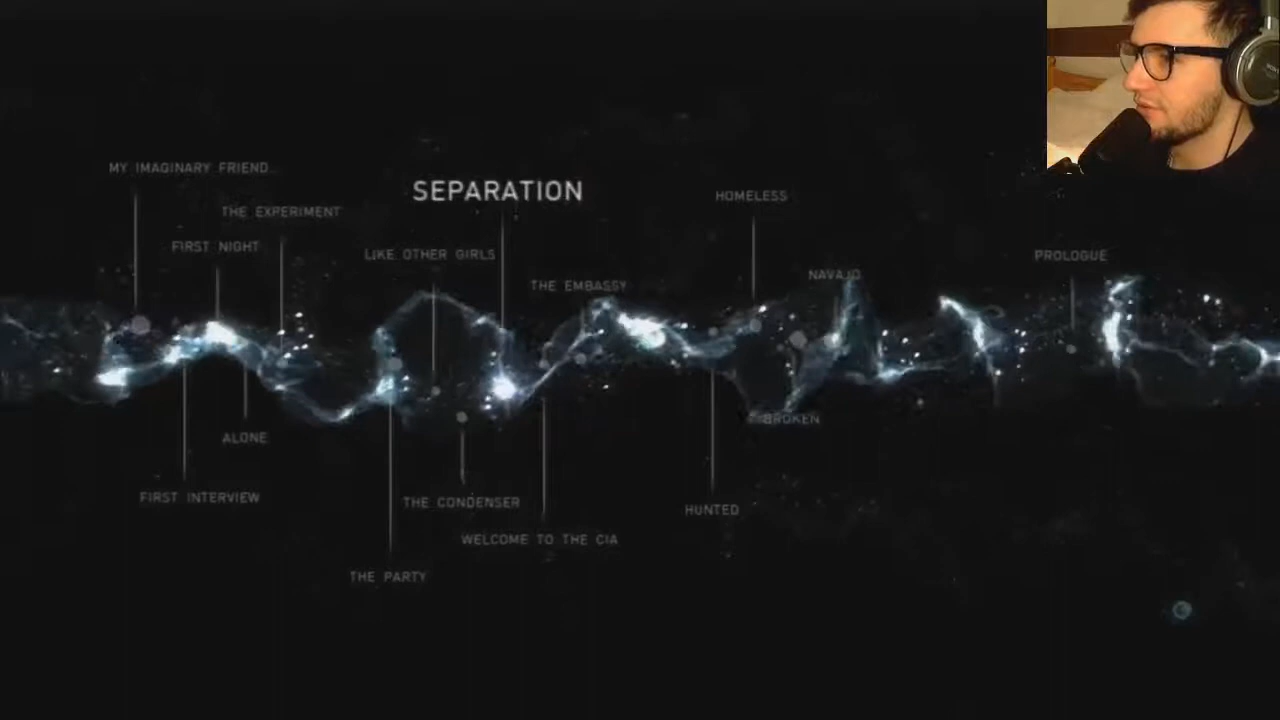 MY IMAGINARY FRIEND...
SEPARATION
HOMELESS
THE EXPERIMENT
FIRST NIGHT
LIKE OTHER GIRLS
PROLOGUE
NAVAJO
THE EMBASSY
BROKEN
ALONE
FIRST INTERVIEW
THE CONDENSER
HUNTED
WELCOME TO THE CIA
THE PARTY